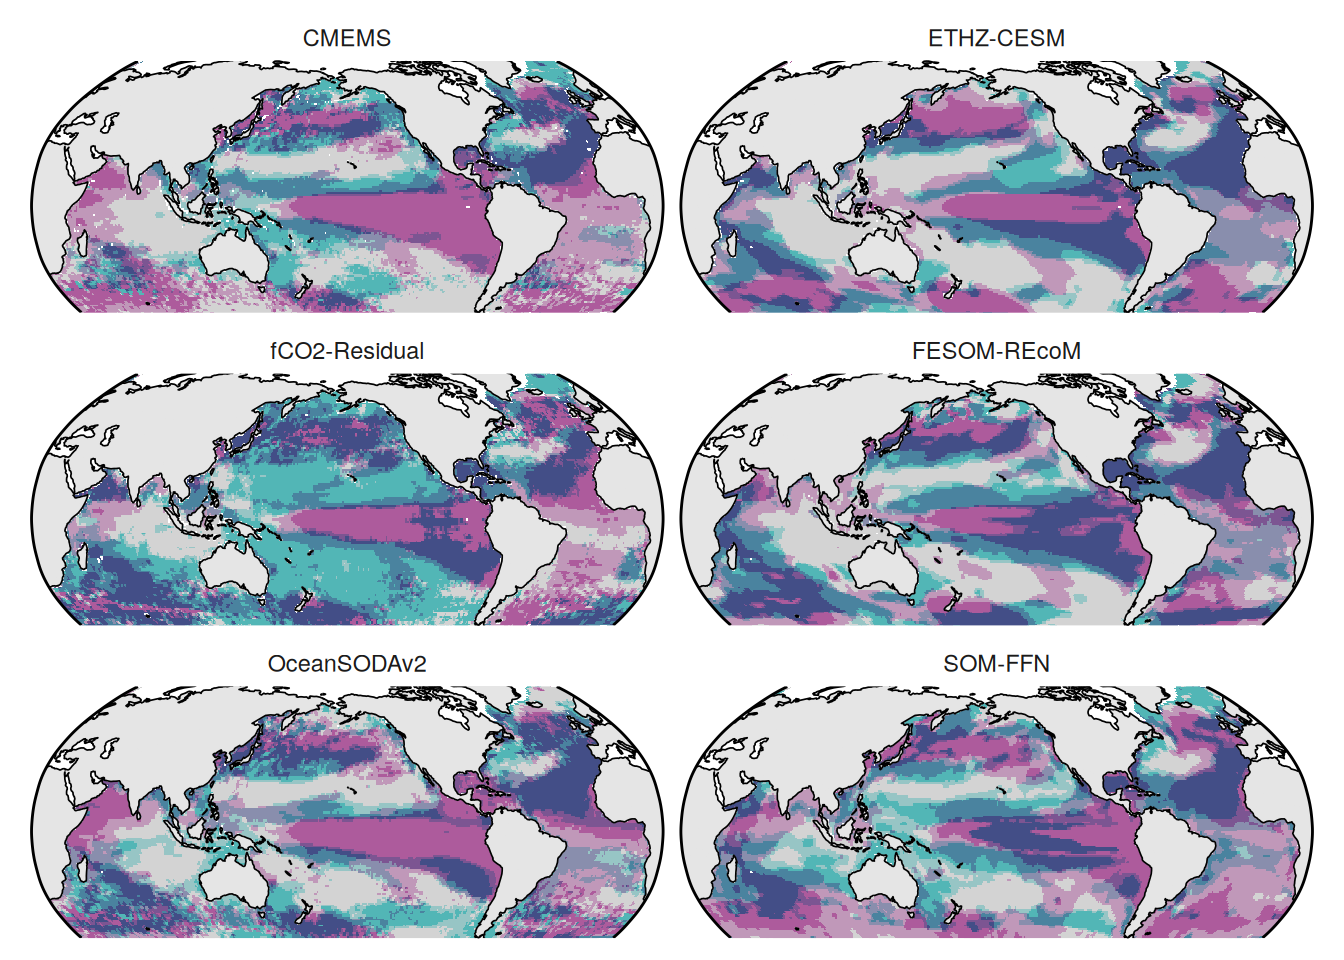 CMEMS
ETHZ-CESM
fCO2-Residual
FESOM-REcoM
OceanSODAv2
SOM-FFN